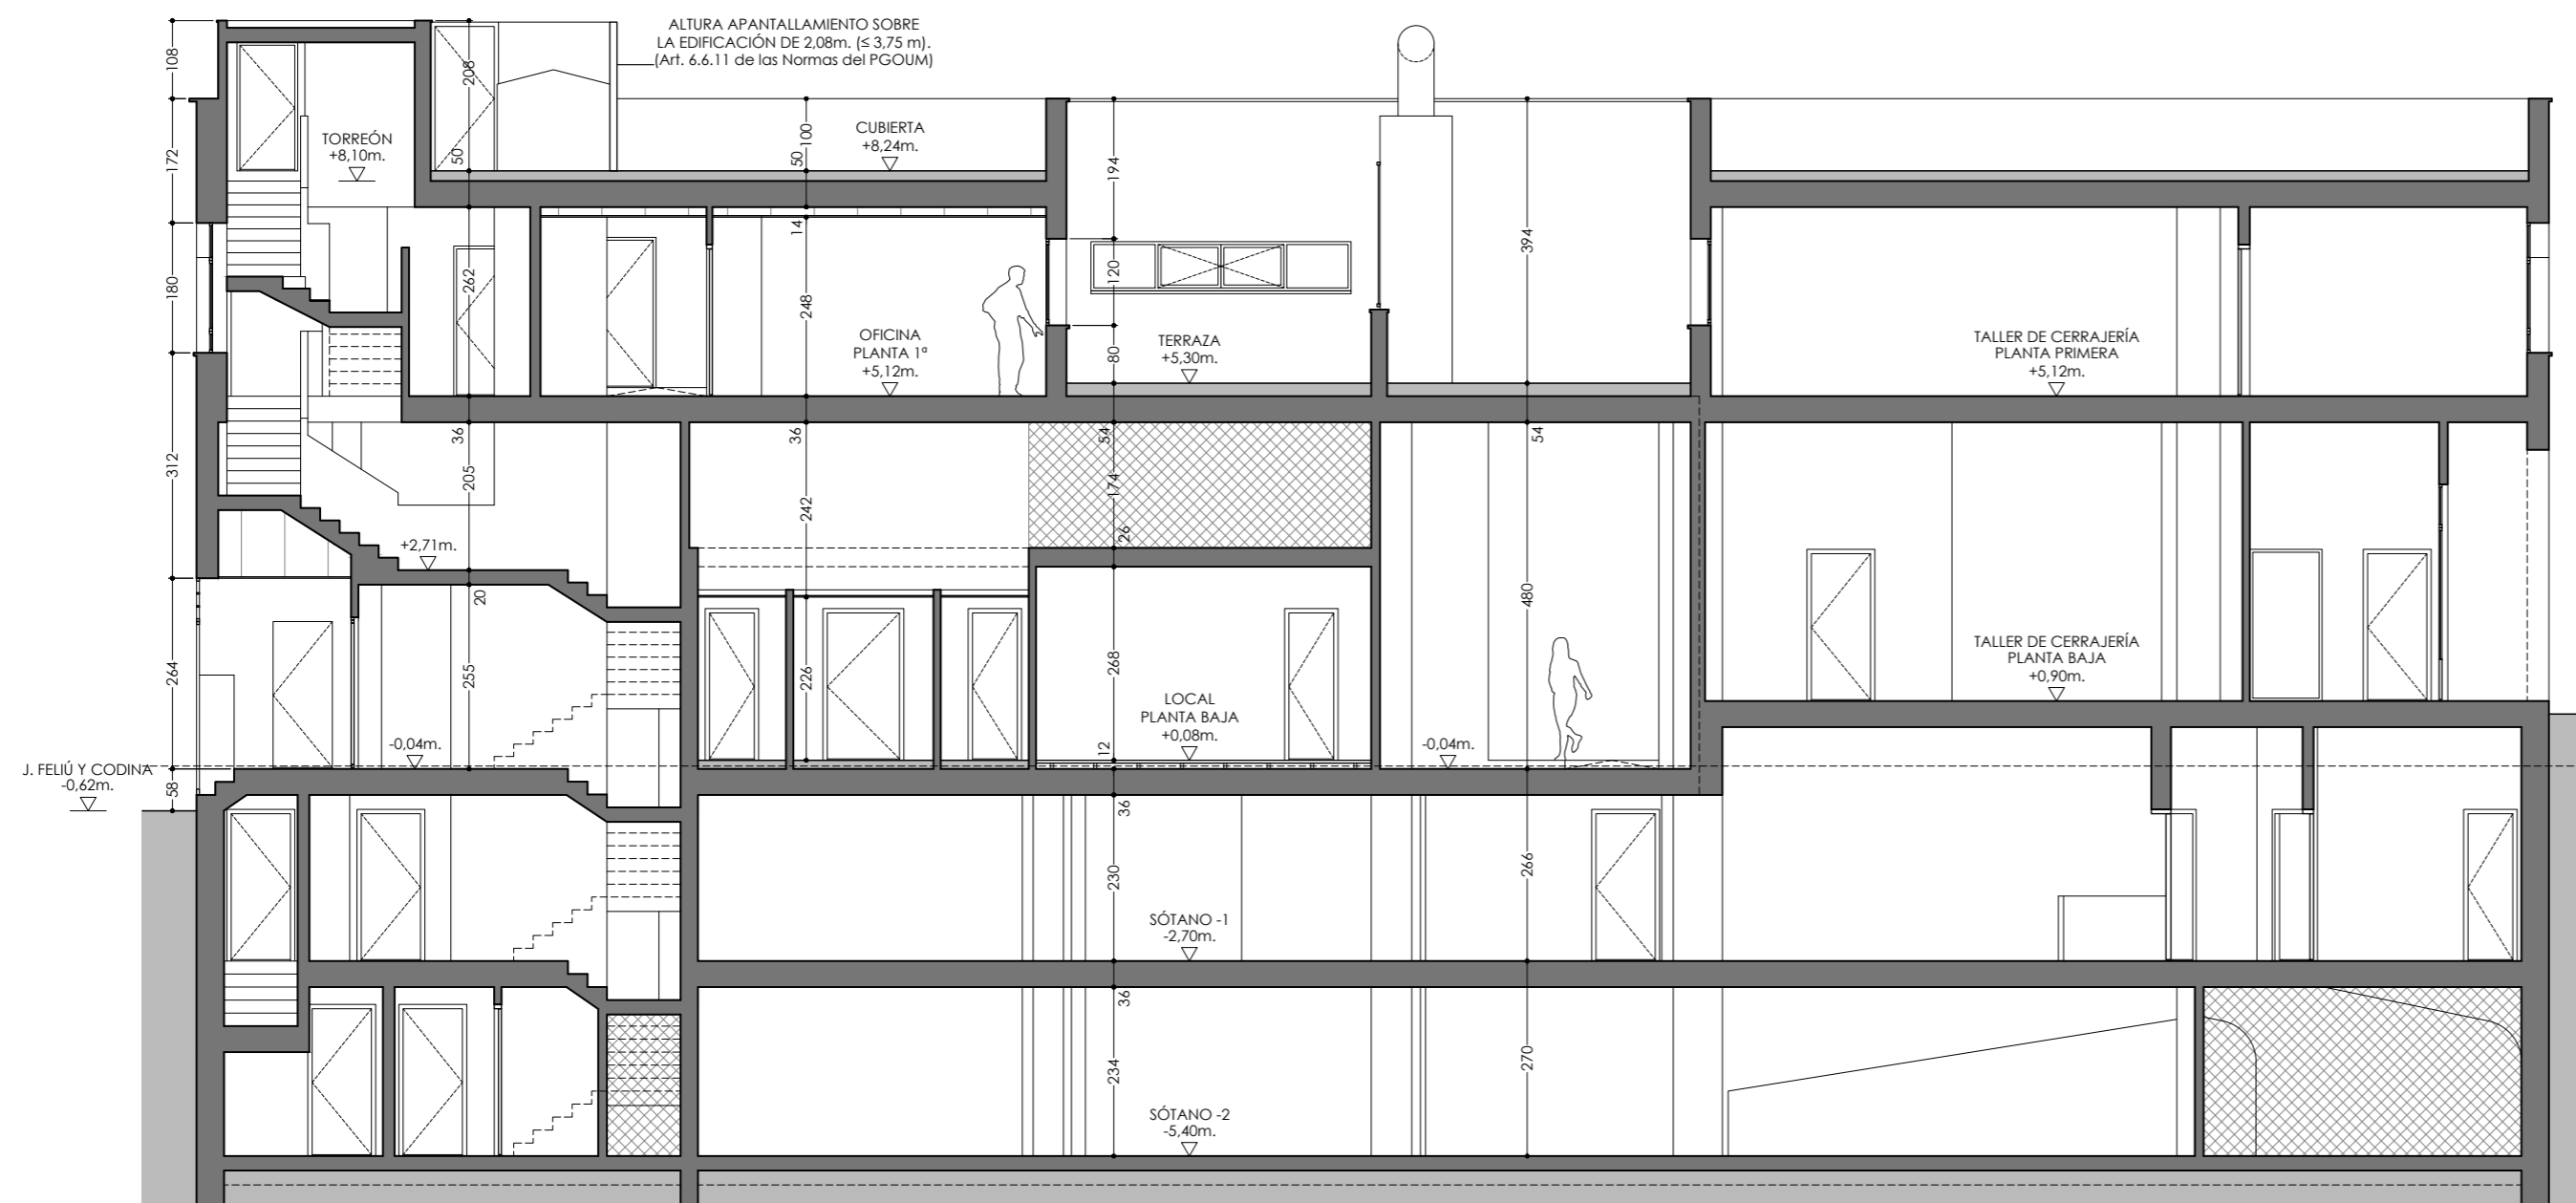 ALTURA APANTALLAMIENTO SOBRE
LA EDIFICACIÓN DE 2,08m. (≤ 3,75 m).
(Art. 6.6.11 de las Normas del PGOUM)
108
208
TORREÓN
+8,10m.
CUBIERTA
+8,24m.
100
172
50
50
194
394
14
180
262
248
120
80
OFICINA
PLANTA 1ª
+5,12m.
TERRAZA
+5,30m.
TALLER DE CERRAJERÍA
PLANTA PRIMERA
+5,12m.
36
36
54
54
312
205
242
174
26
+2,71m.
20
480
264
255
226
268
LOCAL
PLANTA BAJA
+0,08m.
TALLER DE CERRAJERÍA
PLANTA BAJA
+0,90m.
-0,04m.
12
-0,04m.
J. FELIÚ Y CODINA
-0,62m.
58
36
230
266
SÓTANO -1
-2,70m.
36
234
270
SÓTANO -2
-5,40m.